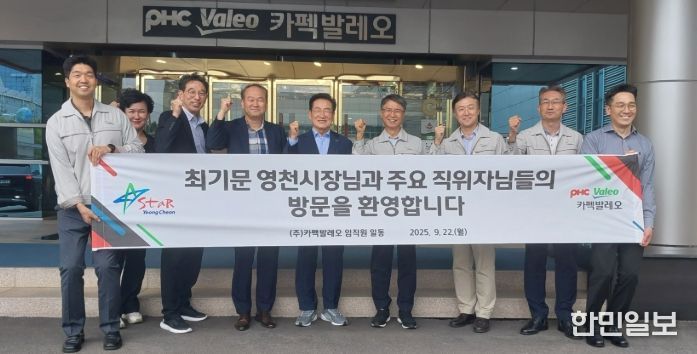 PHC Valeo 카펙발레오
최기문 영천시장님과 주요 직위자님들의
방문을 환영합니다
STaR
YeongCheon
PHC Valeo
카펙발레오
(주)카펙발레오 임직원 일동 2025. 9. 22.(월)
한민일보